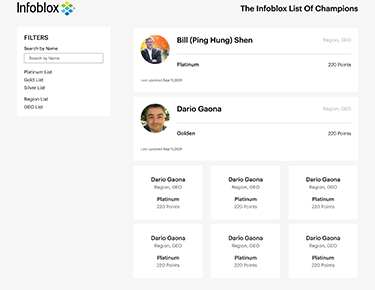 Infoblox
The Infoblox List Of Champions
FILTERS
Search by Name
Search by Name
Platinum List
Gold List
Silver List
Region List
GEO List
Bill (Ping Hung) Shen
Region, GEO
Platinum
220 Points
Last updated Sep 11,2021
Dario Gaona
Region, GEO
Golden
220 Points
Last updated Sep 11,2021
Dario Gaona
Region, GEO
Platinum
220 Points
Dario Gaona
Region, GEO
Platinum
220 Points
Dario Gaona
Region, GEO
Platinum
220 Points
Dario Gaona
Region, GEO
Platinum
220 Points
Dario Gaona
Region, GEO
Platinum
220 Points
Dario Gaona
Region, GEO
Platinum
220 Points